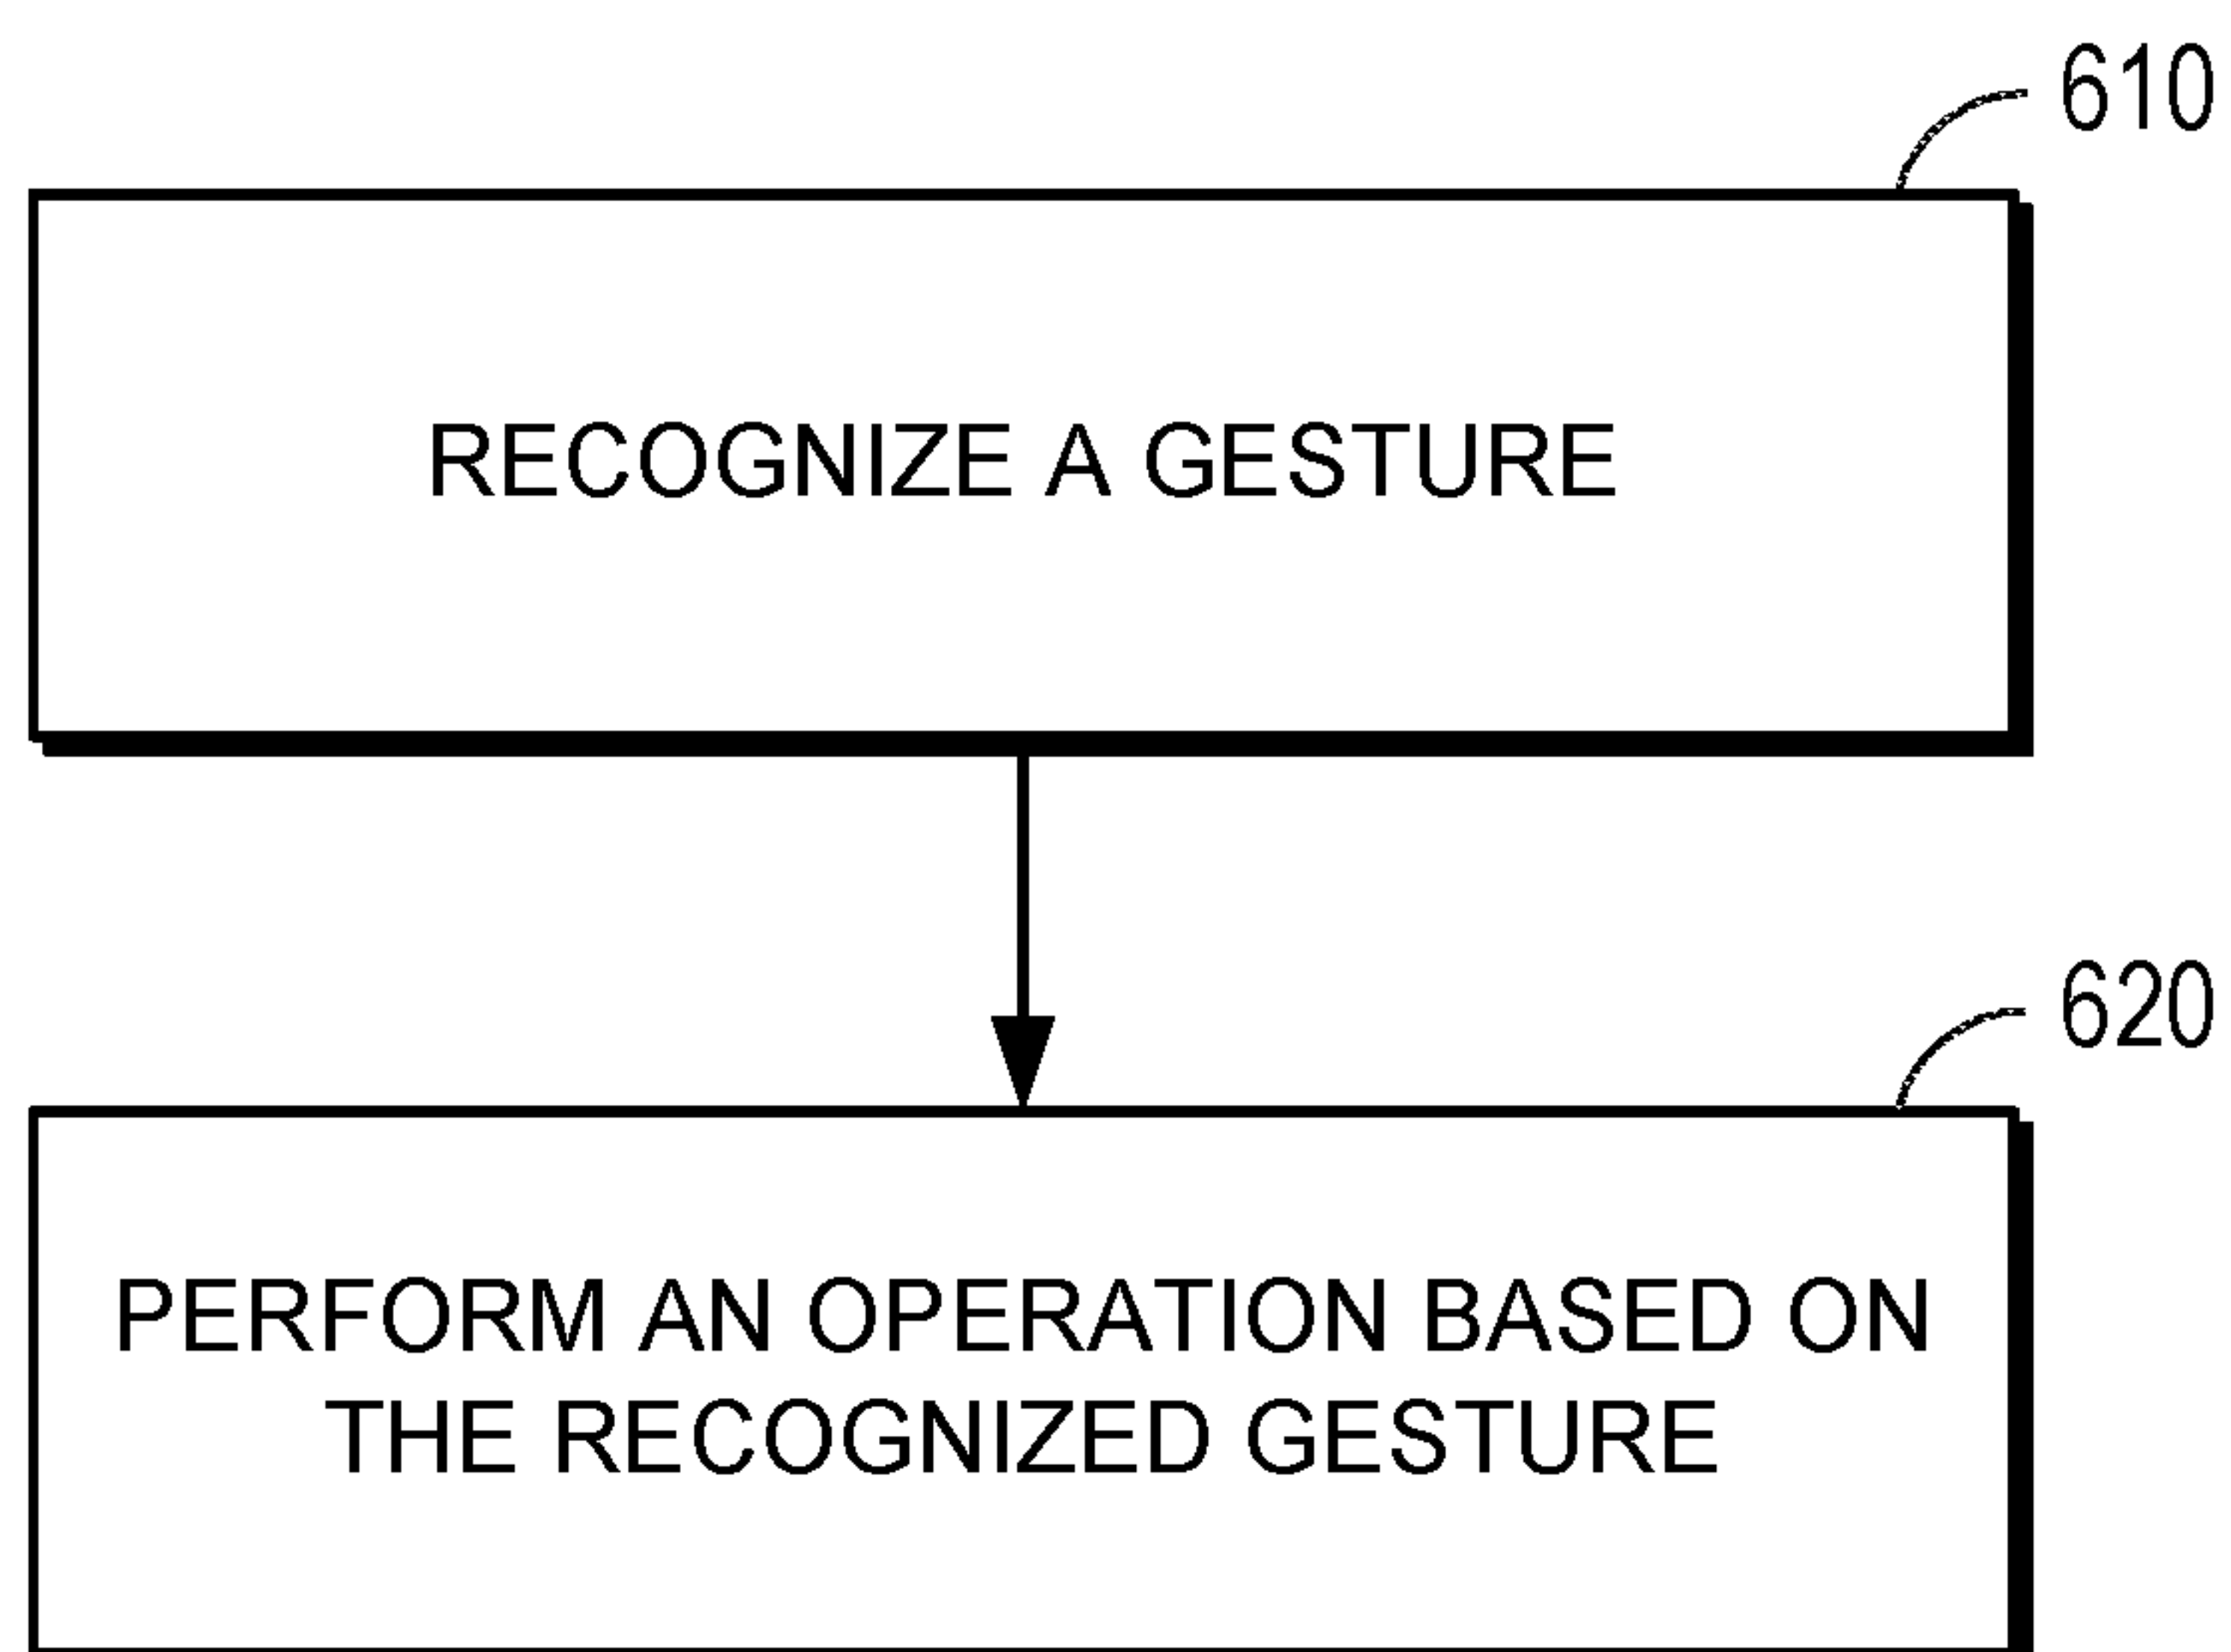 610
RECOGNIZE A GESTURE
620
PERFORM AN OPERATION BASED ON
THE RECOGNIZED GESTURE